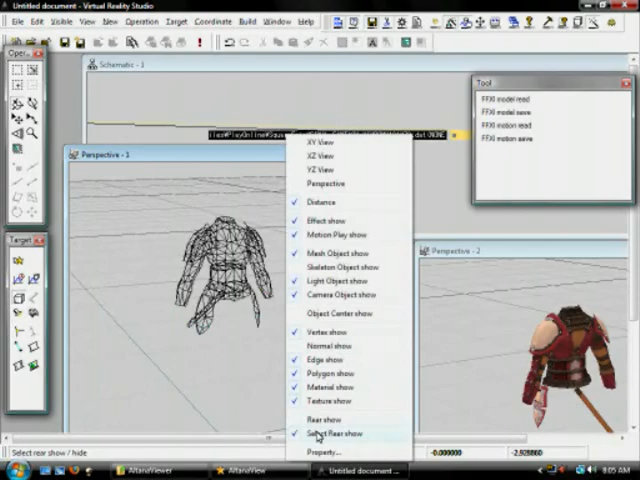 Untitled document - Virtual Reality Studio
File Edit View Menu Operation Target Coordinate Build Window Help
Oper...
Schematic - 1
Tool
FFXI model read
FFXI model save
FFXI motion read
FFXI motion save
Perspective - 1
XY View
XZ View
YZ View
Perspective
Distance
Effect show
Motion Play show
Mesh Object show
Skeleton Object show
Light Object show
Camera Object show
Object Center show
Vertex show
Normal show
Edge show
Polygon show
Material show
Texture show
Rear show
Select Rear show
Property...
Target
Perspective - 2
Select rear show / hide
-0.000000
-2.928860
AltanaViewer
AltanaView
Untitled document ...
9:05 AM